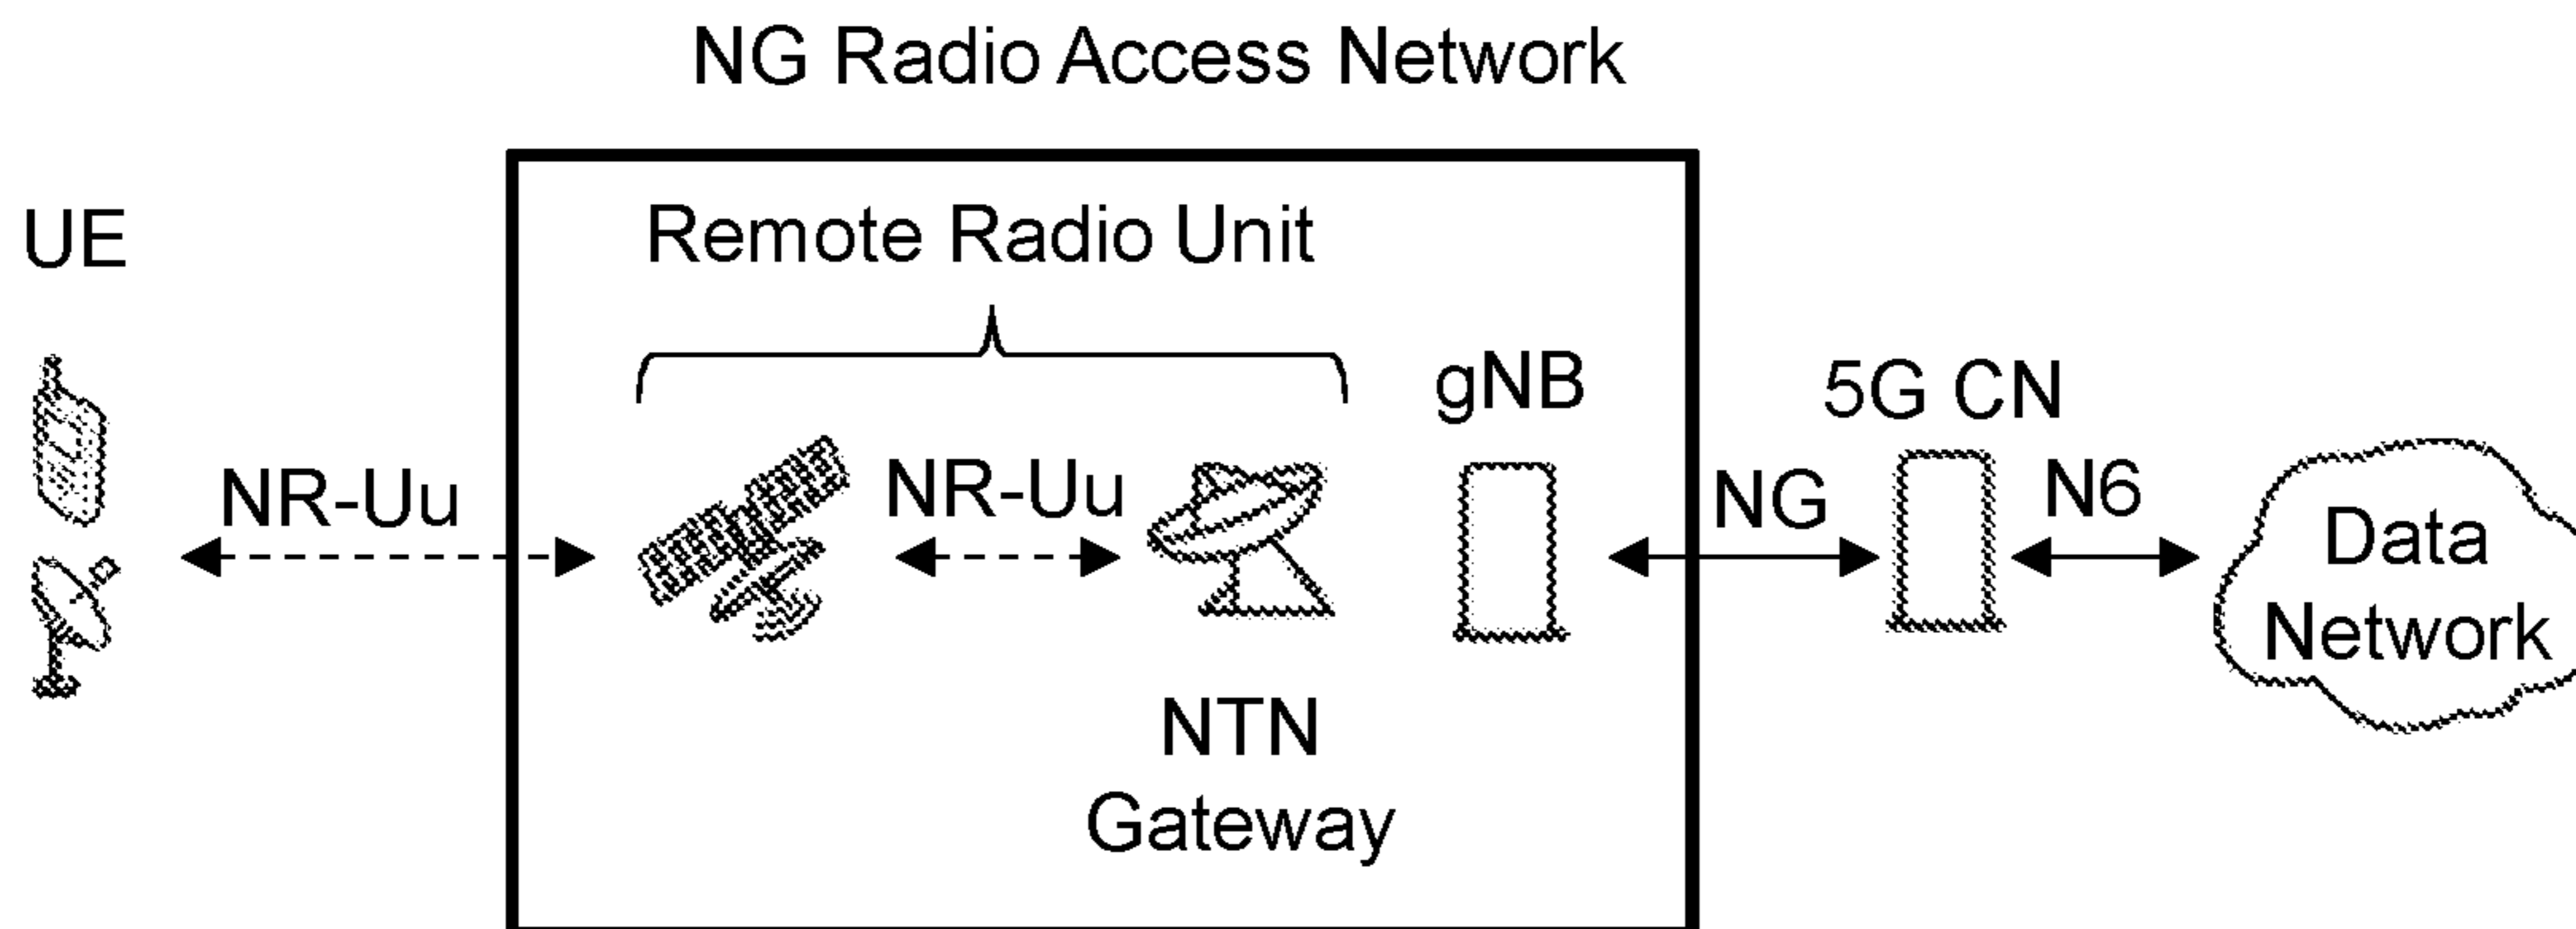 NG Radio Access Network
UE
Remote Radio Unit
gNB
5G CN
NR-Uu
NR-Uu
NG
N6
Data
Network
NTN
Gateway